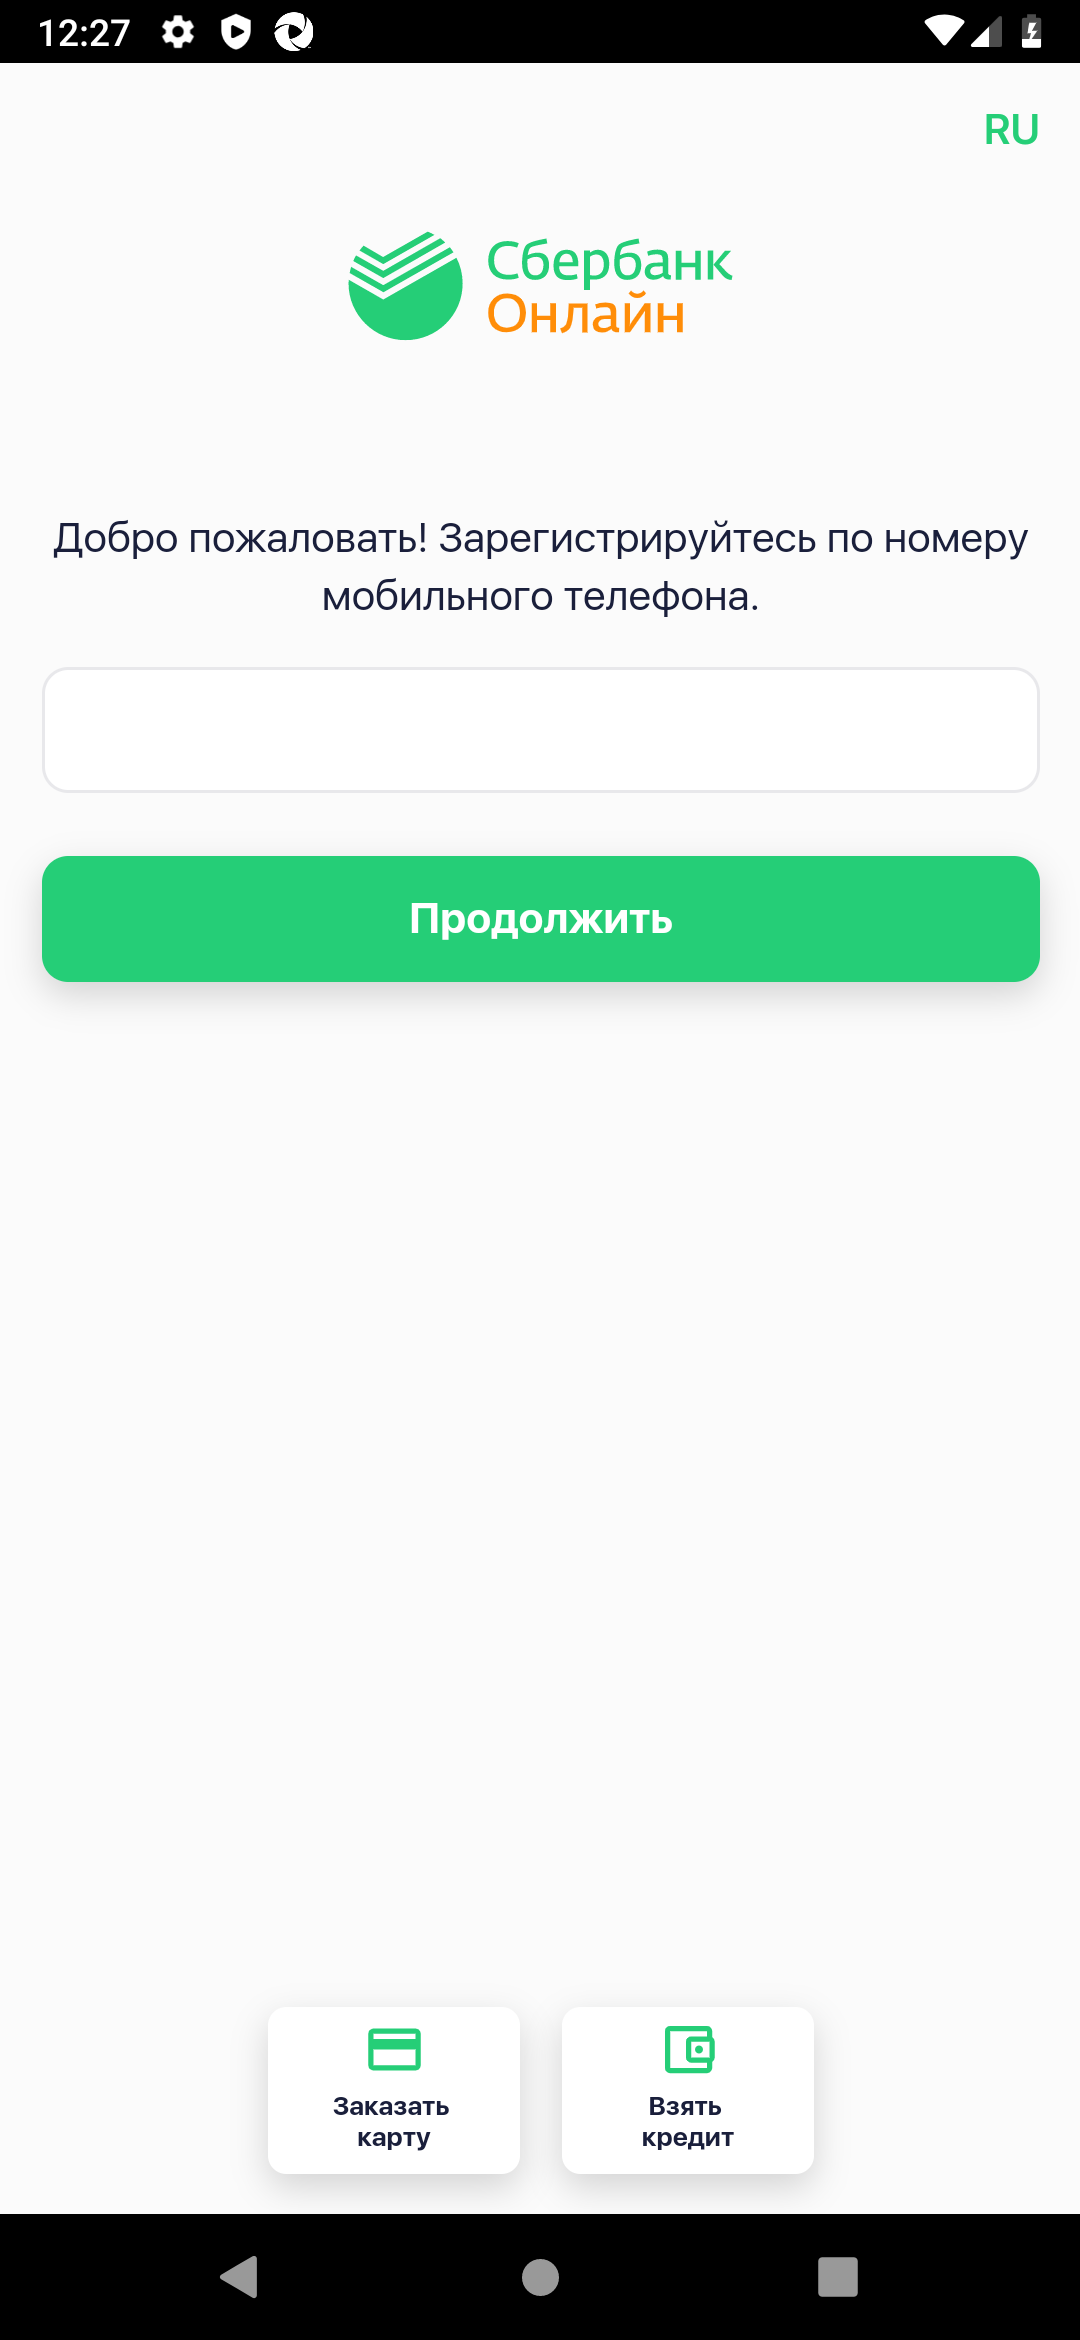 12:27
RU
Сбербанк
Онлайн
Добро пожаловать! Зарегистрируйтесь по номеру
мобильного телефона.
Продолжить
Заказать
карту
Взять
кредит